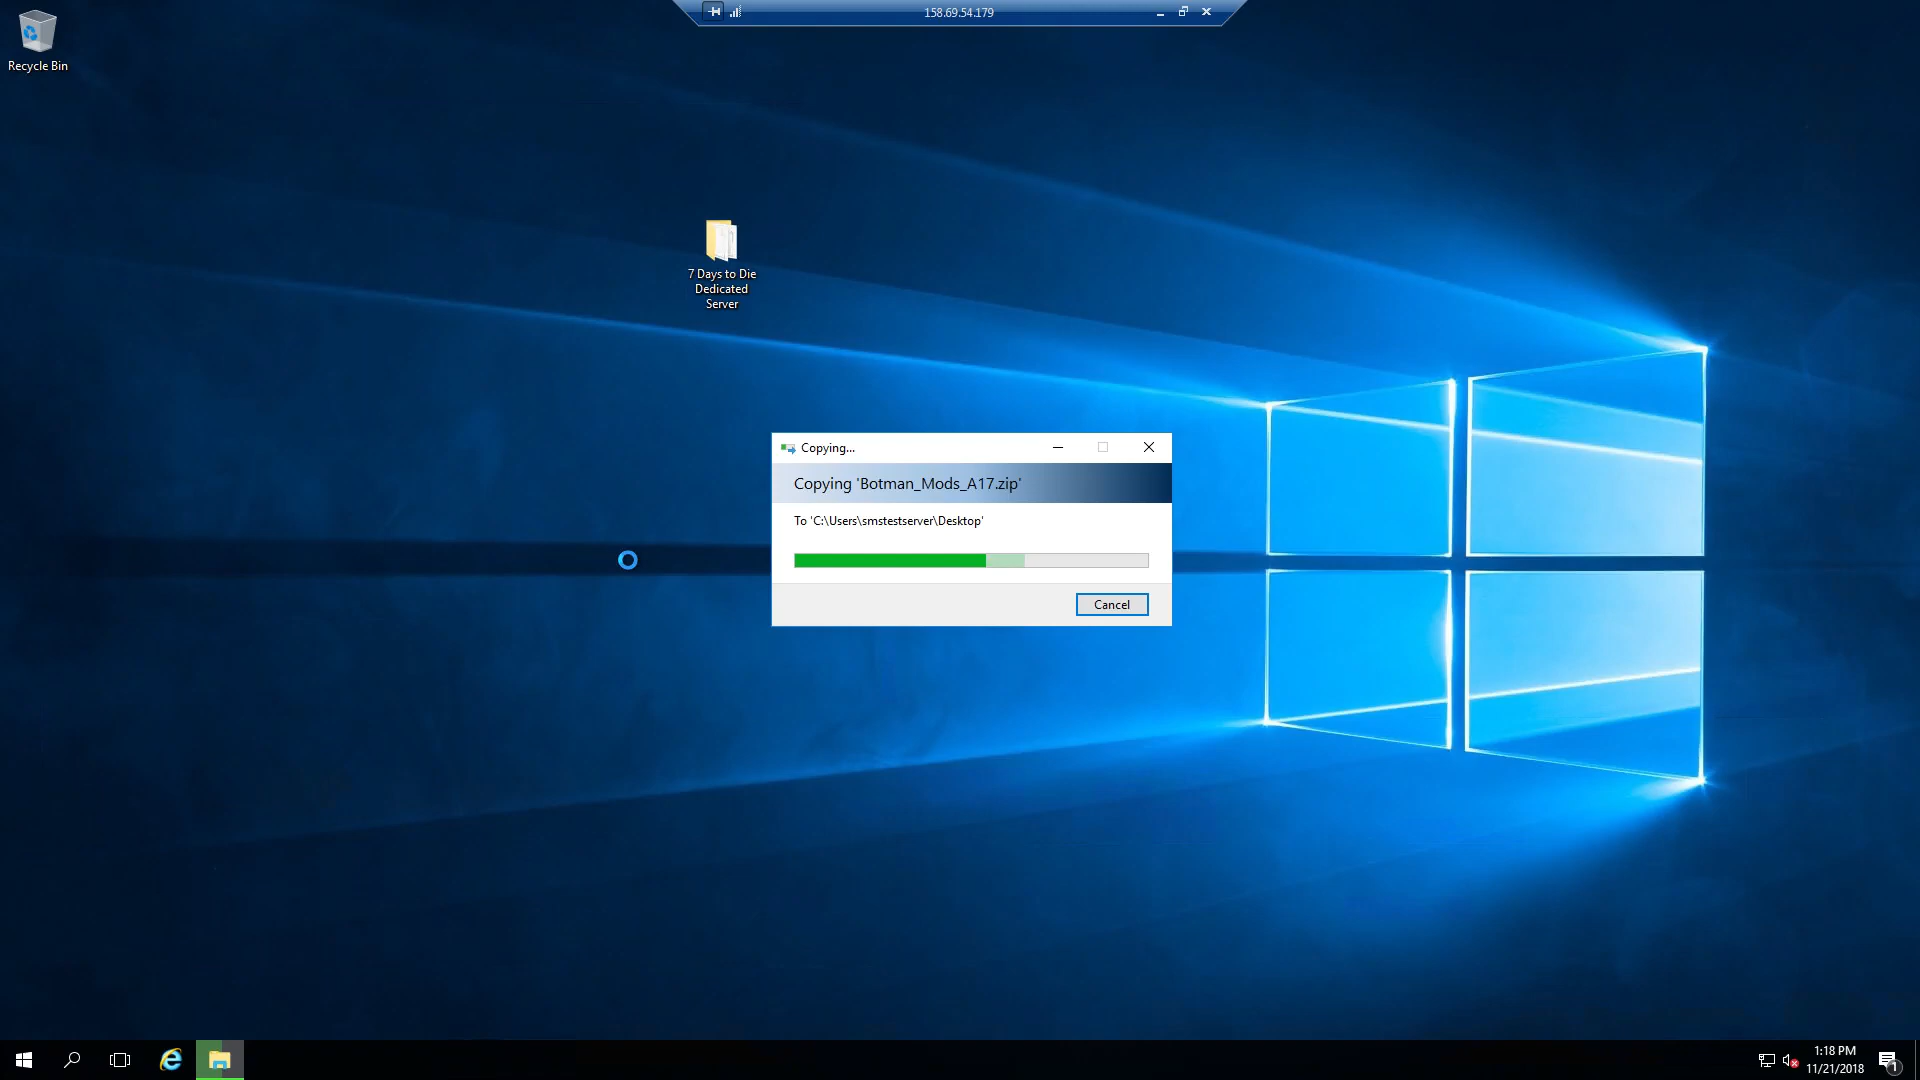 158.69.54.179
Recycle Bin
7 Days to Die
Dedicated
Server
Copying...
Copying 'Botman_Mods_A17.zip'
To 'C:\Users\smstestserver\Desktop'
Cancel
1:18 PM
11/21/2018
1